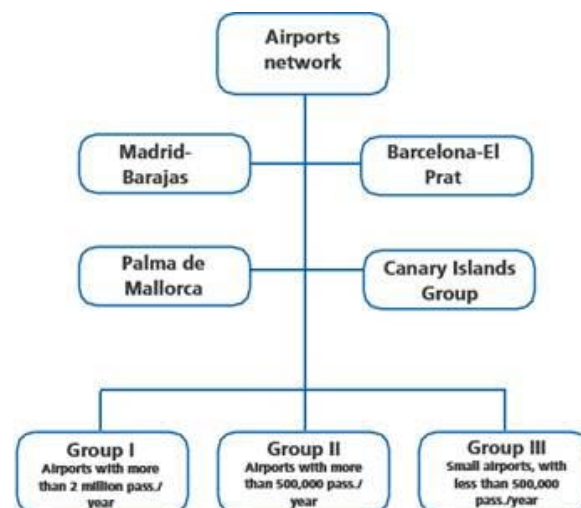 Airports
network
Madrid-
Barajas
Barcelona-El
Prat
Palma de
Mallorca
Canary Islands
Group
Group I
Airports with more
than 2 million pass./
year
Group II
Airports with more
than 500,000 pass./
year
Group III
Small airports, with
less than 500,000
pass./year